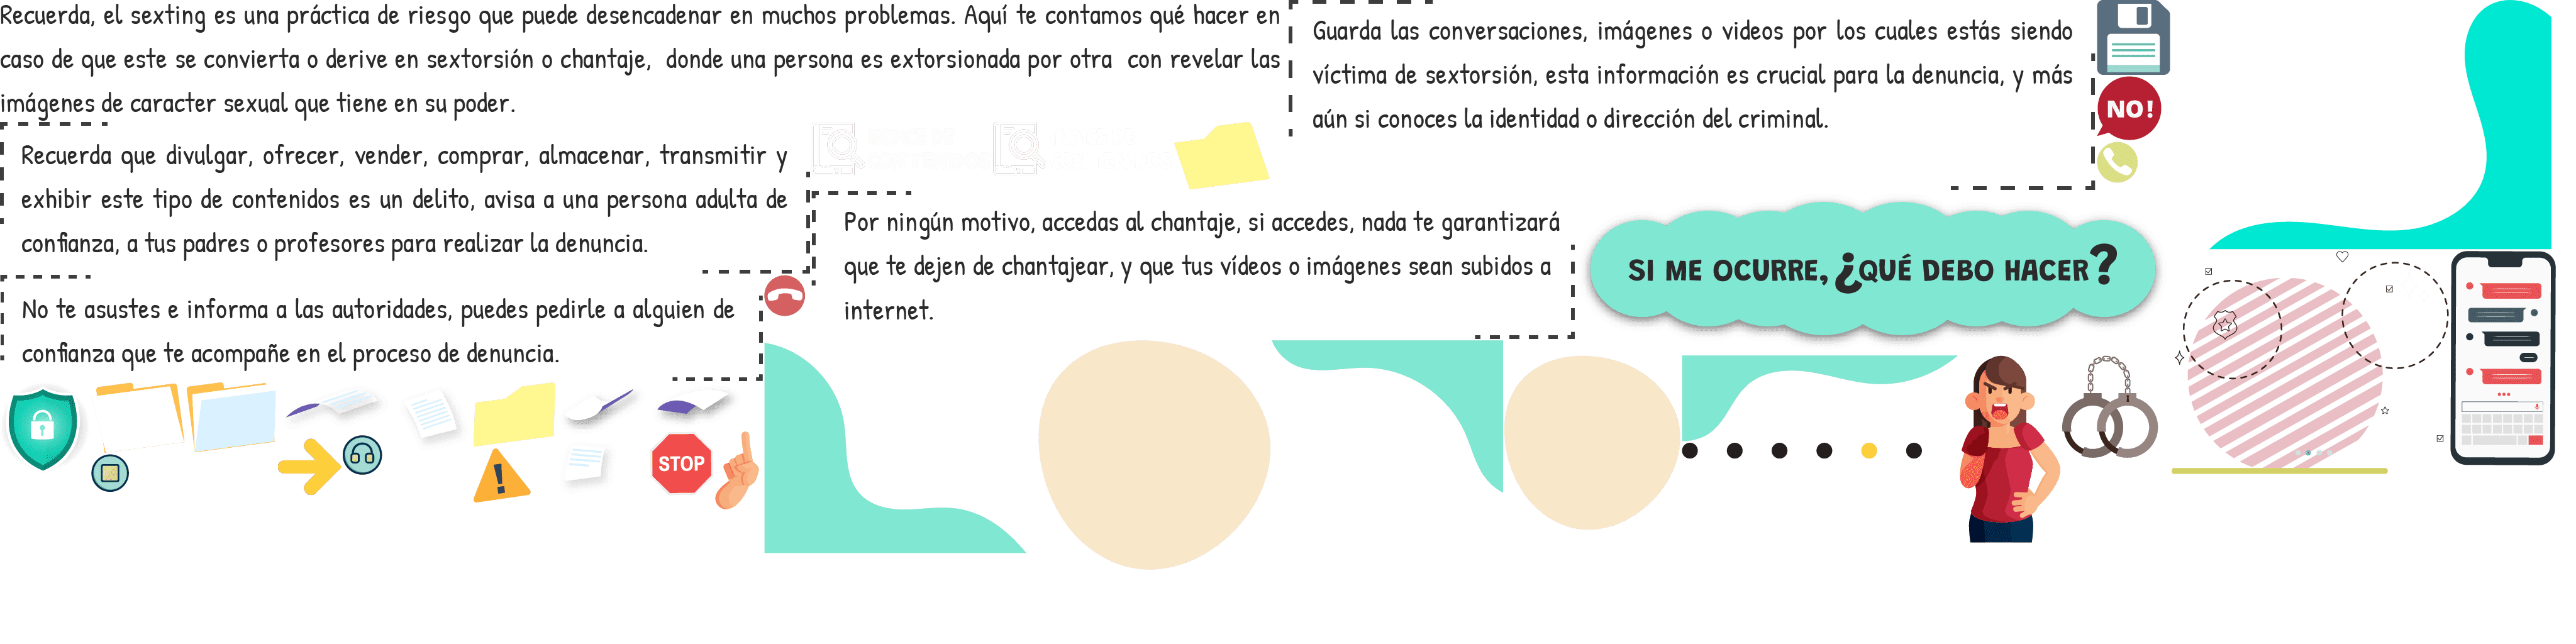 Recuerda, el sexting es una práctica de riesgo que puede desencadenar en muchos problemas. Aquí te contamos qué hacer en
caso de que este se convierta o derive en sextorsión o chantaje, donde una persona es extorsionada por otra con revelar las
imágenes de caracter sexual que tiene en su poder.
Guarda las conversaciones, imágenes o videos por los cuales estás siendo
víctima de sextorsión, esta información es crucial para la denuncia, y más
aún si conoces la identidad o dirección del criminal.
NO!
Recuerda que divulgar, ofrecer, vender, comprar, almacenar, transmitir y
exhibir este tipo de contenidos es un delito, avisa a una persona adulta de
confianza, a tus padres o profesores para realizar la denuncia.
Por ningún motivo, accedas al chantaje, si accedes, nada te garantizará
que te dejen de chantajear, y que tus vídeos o imágenes sean subidos a
internet.
SI ME OCURRE, ¿QUÉ DEBO HACER?
No te asustes e informa a las autoridades, puedes pedirle a alguien de
confianza que te acompañe en el proceso de denuncia.
STOP